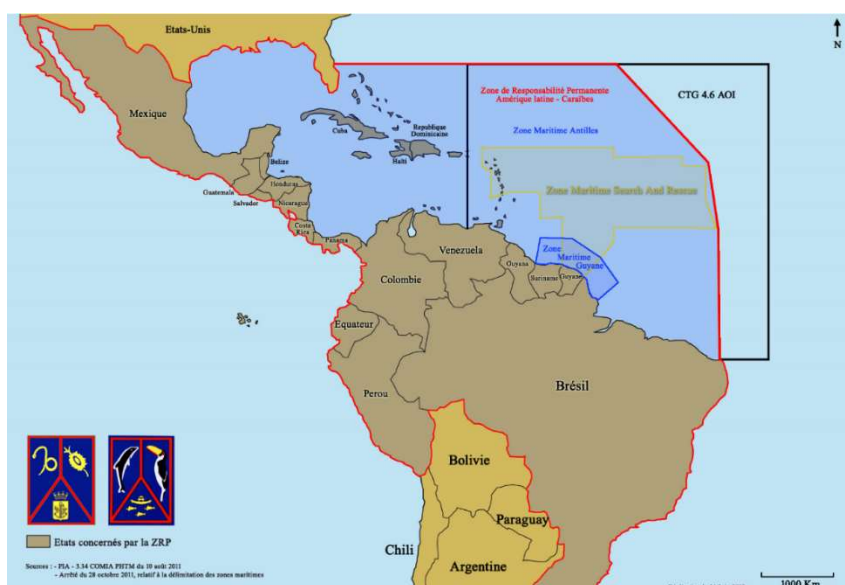 Etats-Unis
N
Zone de Responsabilité Permanente
Amérique latine - Caraïbes
CTG 4.6 AOI
Mexique
Zone Maritime Antilles
Cuba
République
Dominicaine
Haïti
Belize
Zone Maritime Search And Rescue
Honduras
Guatemala
Salvador
Nicaragua
Costa
Rica
Panama
Venezuela
Zone
Maritime
Guyane
Guyana
Suriname
Guyane
Colombie
Equateur
Perou
Brésil
Bolivie
Paraguay
Chili
Argentine
Etats concernés par la ZRP
Sources : - PIA - 3.34 COMIA PHTM du 10 août 2011
- Arrêté du 28 octobre 2011, relatif à la délimitation des zones maritimes
1000 Km